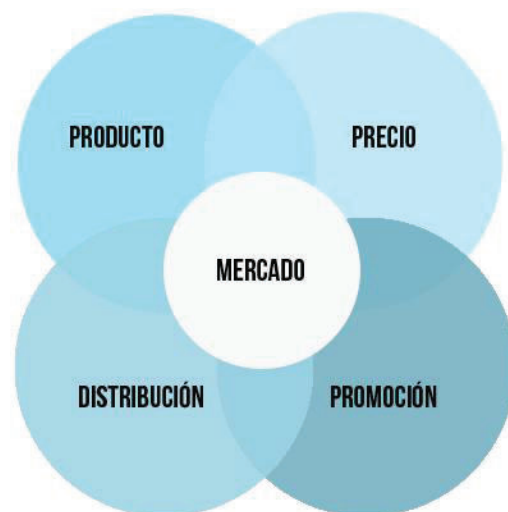 PRODUCTO
PRECIO
MERCADO
DISTRIBUCIÓN
PROMOCIÓN